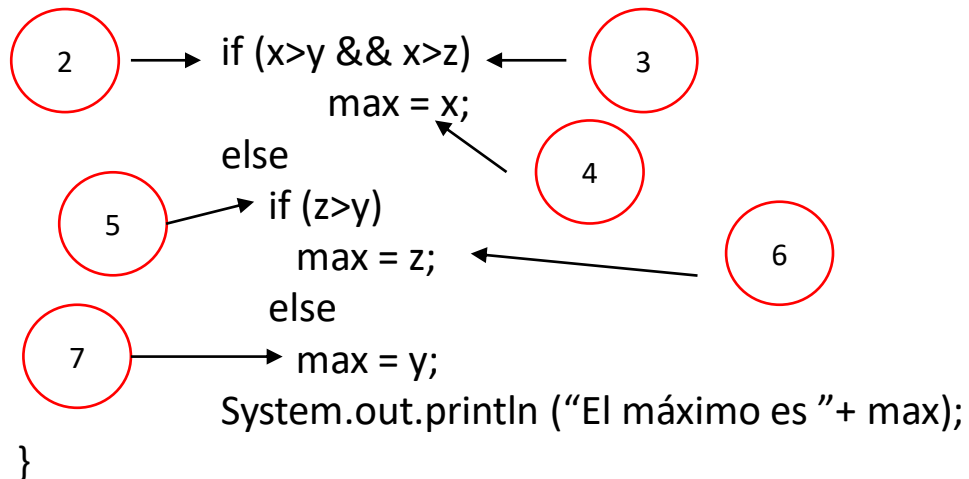 2 if (x>y && x>z) 3
max = x;
else
4
5 if (z>y)
max = z; 6
else
7 max = y;
System.out.println (“El máximo es ”+ max);
}